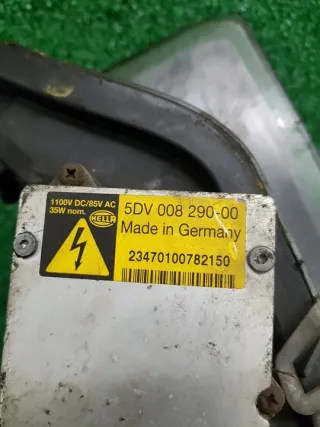 1100V DC/85V AC
35W nom.
HELLA
5DV 008 290-00
Made in Germany
23470100782150